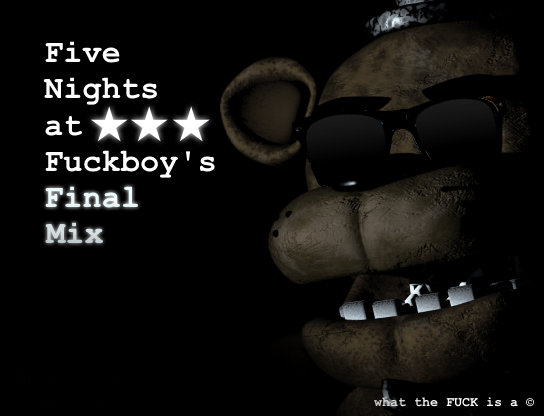 Five
Nights
at ★★★
Fuckboy's
Final
Mix
what the FUCK is a ©